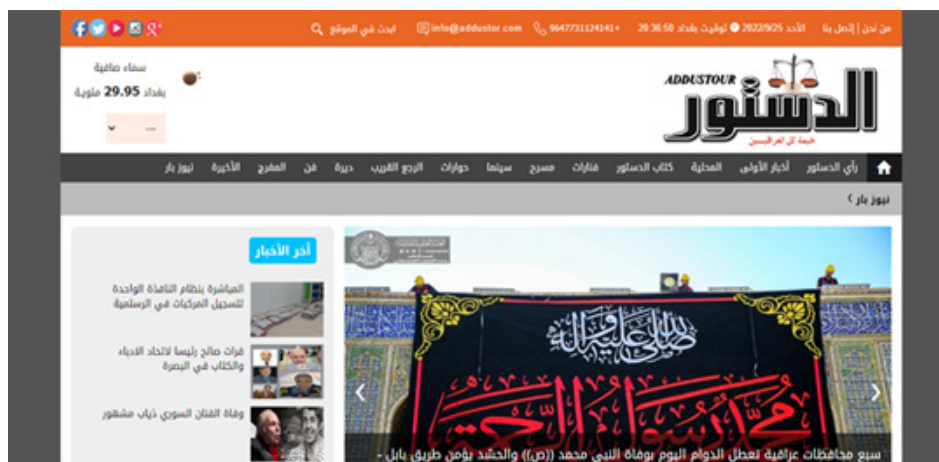 من نحن | إتصل بنا
الأحد 2022/9/25
توقيت بغداد 20:36:50
9647731124141+
info@addustor.com
ابحث في الموقع
ADDUSTOUR
الدستور
خيمة كل العراقيين
سماء صافية
بغداد 29.95 مئوية
---
رأي الدستور
أخبار الأولى
المحلية
كتاب الدستور
فنارات
مسرح
سينما
حوارات
الرجع القريب
ديرة
فن
المفرج
الأخيرة
نيوز بار
نيوز بار
صلى الله عليه وآله
محمد رسول الرحمة
سبع محافظات عراقية تعطل الدوام اليوم بوفاة النبي محمد ((ص)) والحشد يؤمن طريق بابل -
أخر الأخبار
المباشرة بنظام النافذة الواحدة
لتسجيل المركبات في الرستمية
فرات صالح رئيسا لاتحاد الادباء
والكتاب في البصرة
وفاة الفنان السوري ذياب مشهور